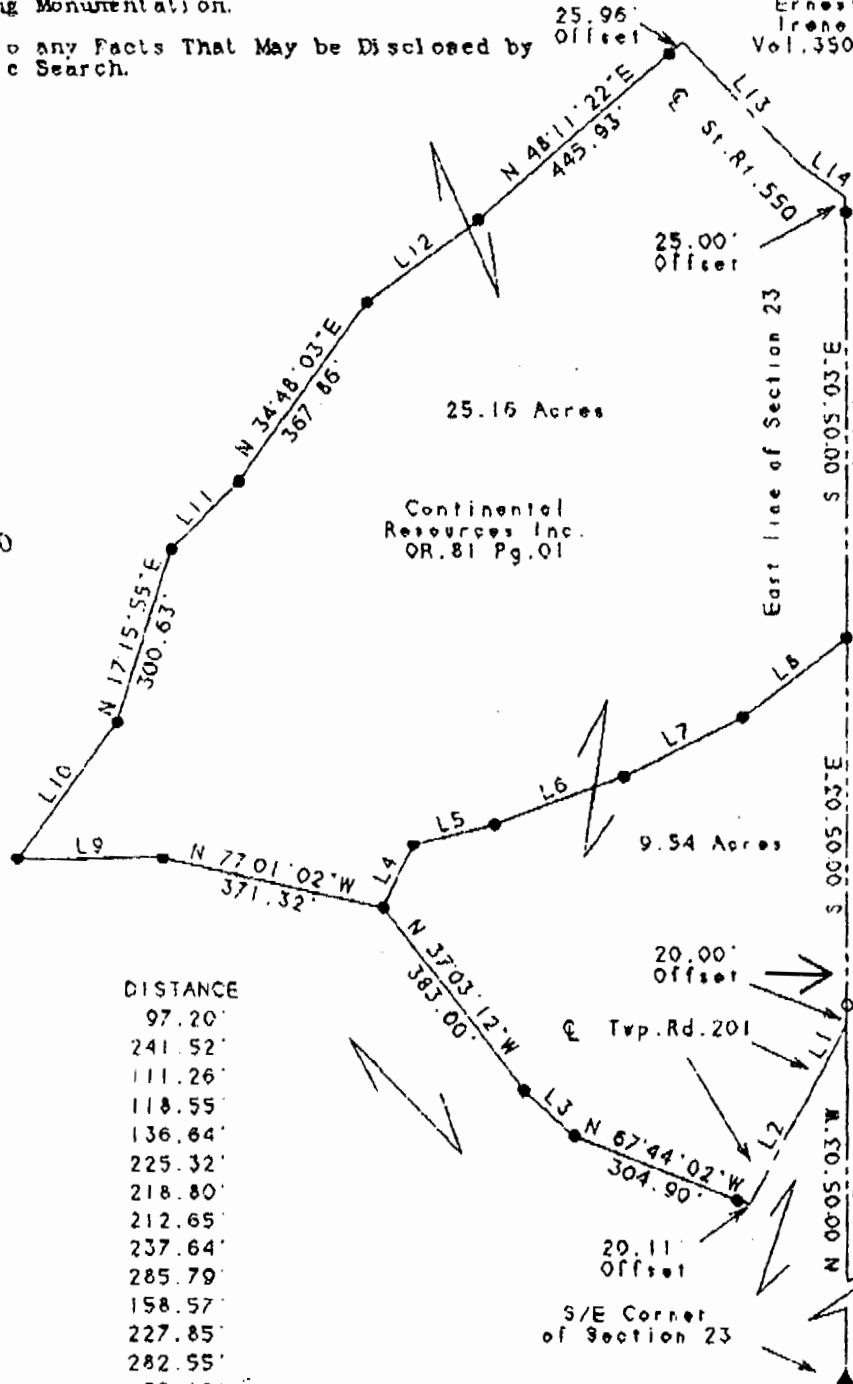 ng Monumentation.
o any Facts That May be Disclosed by
c Search.
25.96'
Offset
Irene
Vol.350
N 48°11'22"E
445.93'
L13
℄ St.Rt.550
L14
25.00'
Offset
L12
N 34°48'03"E
367.86'
25.16 Acres
East line of Section 23
S 00°05'03"E
L11
Continental
Resources Inc.
OR.81 Pg.01
N 17°15'55"E
300.63'
L10
L9
N 77°01'02"W
371.32'
L4
L5
L6
L7
L8
9.54 Acres
S 00°05'03"E
N 37°03'12"W
383.00'
20.00'
Offset
℄ Twp.Rd.201
L1
L2
L3
N 67°44'02"W
304.90'
N 00°05'03"W
20.11'
Offset
S/E Corner
of Section 23
DISTANCE
97.20'
241.52'
111.26'
118.55'
136.64'
225.32'
218.80'
212.65'
237.64'
285.79'
158.57'
227.85'
282.55'